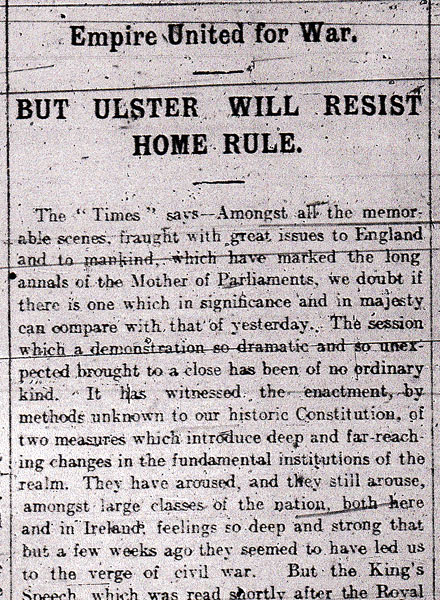 Empire United for War.
BUT ULSTER WILL RESIST
HOME RULE.
The "Times" says—Amongst all the memor-
able scenes, fraught with great issues to England
and to mankind, which have marked the long
annals of the Mother of Parliaments, we doubt if
there is one which in significance and in majesty
can compare with that of yesterday. The session
which a demonstration so dramatic and so unex-
pected brought to a close has been of no ordinary
kind. It has witnessed the enactment, by
methods unknown to our historic Constitution, of
two measures which introduce deep and far-reach-
ing changes in the fundamental institutions of the
realm. They have aroused, and they still arouse,
amongst large classes of the nation, both here
and in Ireland, feelings so deep and strong that
but a few weeks ago they seemed to have led us
to the verge of civil war. But the King's
Speech, which was read shortly after the Royal